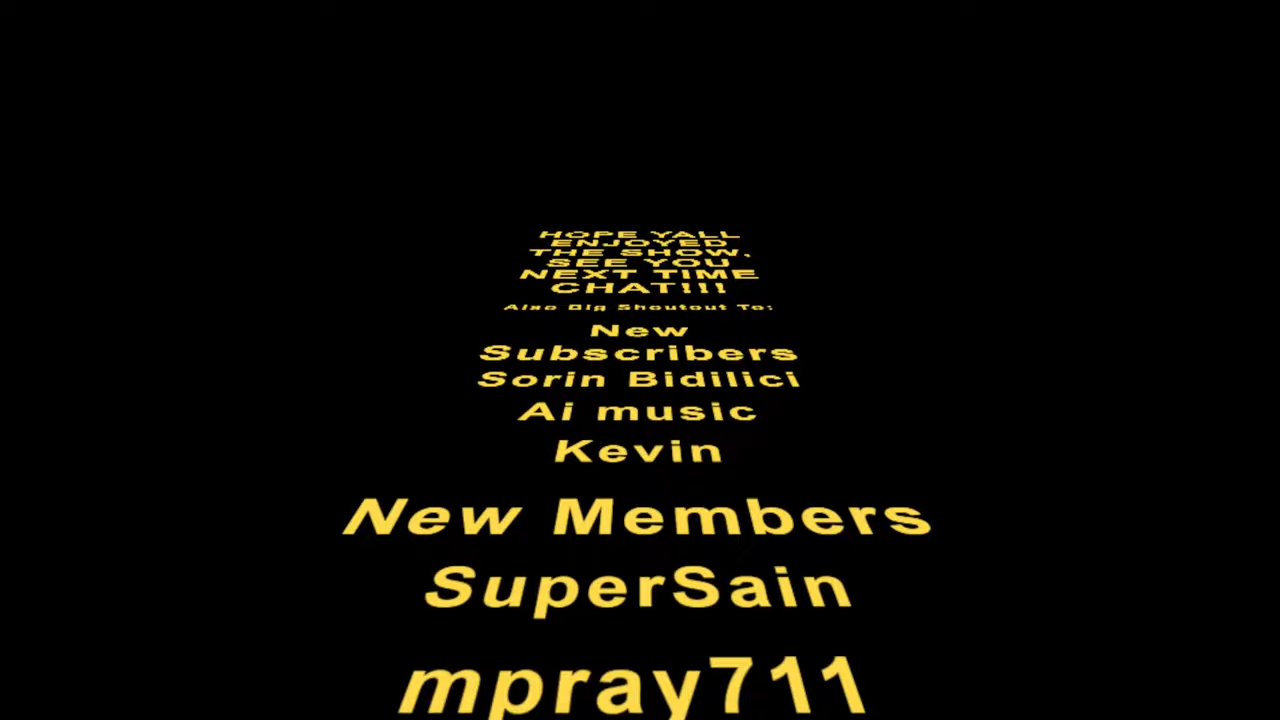 HOPE YALL
ENJOYED
THE SHOW,
SEE YOU
NEXT TIME
CHAT!!!
Also Big Shoutout To:
New
Subscribers
Sorin Bidilici
Ai music
Kevin
New Members
SuperSain
mpray711